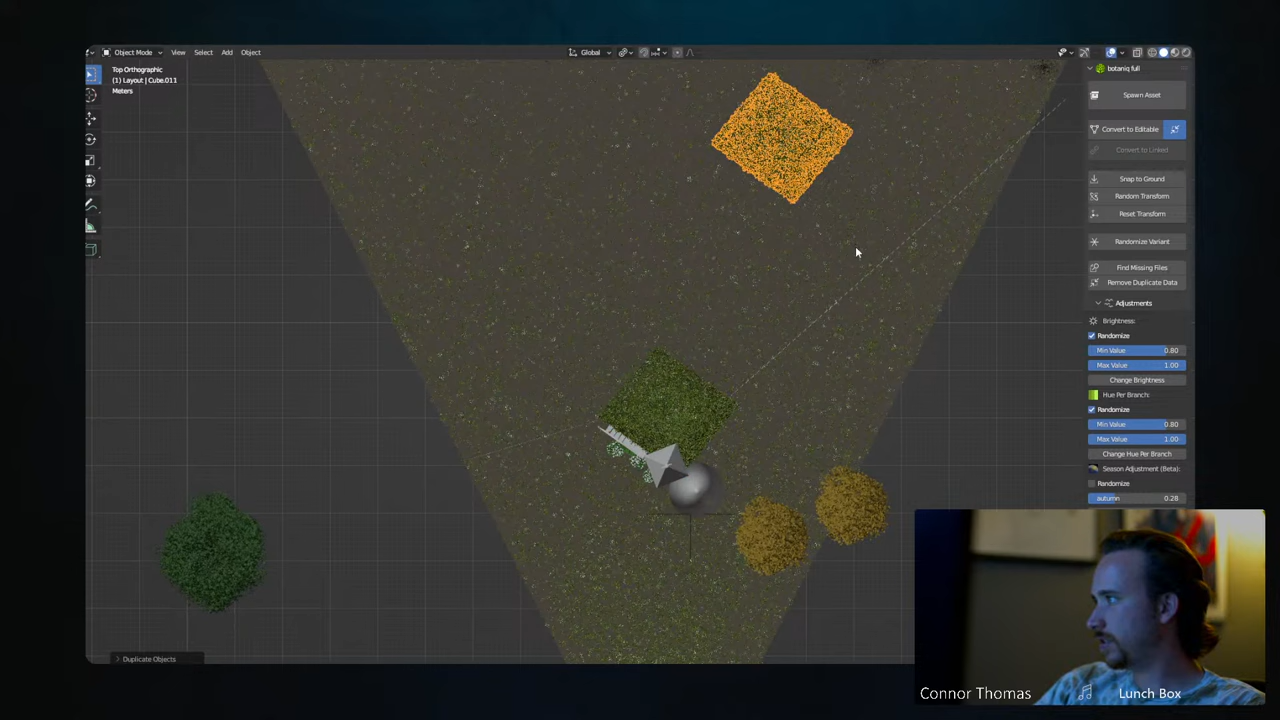 Object Mode View Select Add Object
Global
Top Orthographic
(1) Layout | Cube.011
Meters
botaniq full
Spawn Asset
Convert to Editable
Convert to Linked
Snap to Ground
Random Transform
Reset Transform
Randomize Variant
Find Missing Files
Remove Duplicate Data
Adjustments
Brightness:
Randomize
Min Value 0.80
Max Value 1.00
Change Brightness
Hue Per Branch:
Randomize
Min Value 0.80
Max Value 1.00
Change Hue Per Branch
Season Adjustment (Beta):
Randomize
autumn 0.28
Duplicate Objects
Connor Thomas
Lunch Box